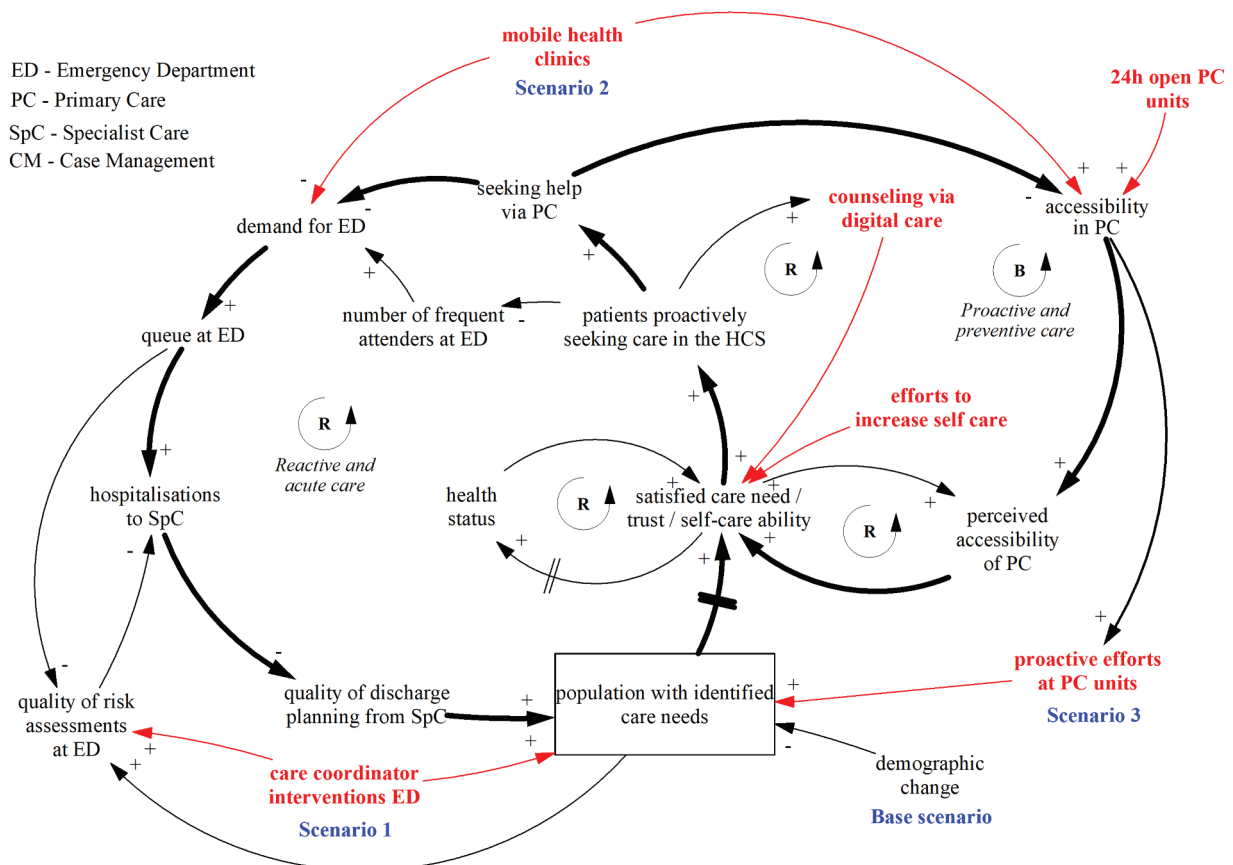 ED - Emergency Department
PC - Primary Care
SpC - Specialist Care
CM - Case Management
mobile health
clinics
Scenario 2
24h open PC
units
-
seeking help
via PC
-
demand for ED
counseling via
digital care
+
+
+
-
accessibility
in PC
+
R
B
Proactive and
preventive care
+
+
queue at ED
number of frequent
attenders at ED
-
patients proactively
seeking care in the HCS
+
efforts to
increase self care
R
Reactive and
acute care
+
hospitalisations
to SpC
-
health
status
+
R
+
+
+
satisfied care need /
trust / self-care ability
+
+
R
+
+
perceived
accessibility
of PC
-
quality of risk
assessments
at ED
+
+
-
quality of discharge
planning from SpC
+
+
population with identified
care needs
+
-
+
proactive efforts
at PC units
Scenario 3
care coordinator
interventions ED
Scenario 1
demographic
change
Base scenario